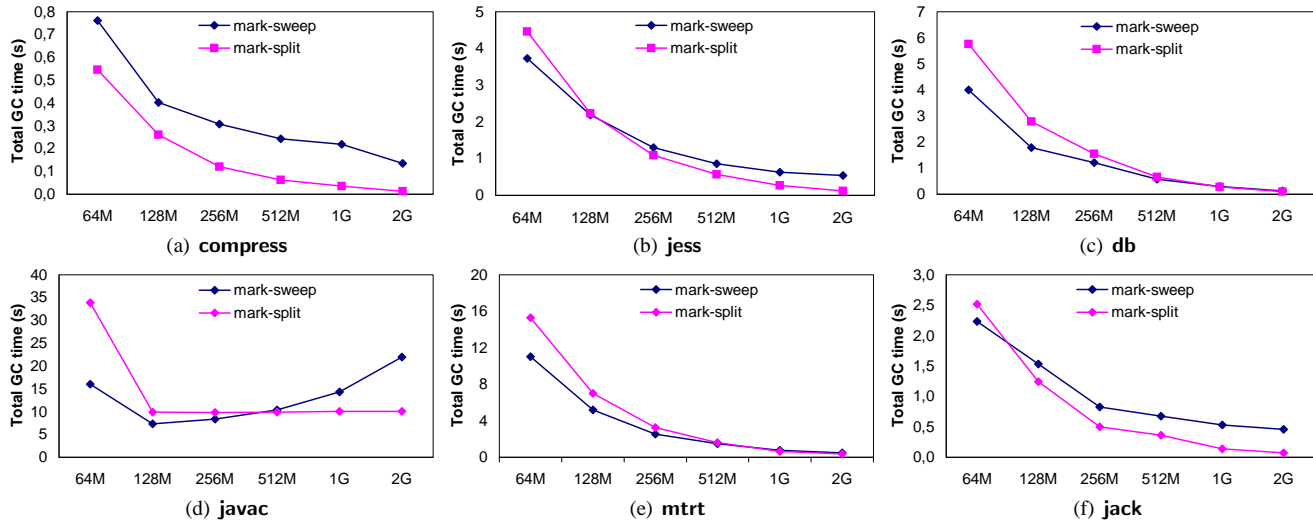 Total GC time (s)
0,8
0,7
0,6
0,5
0,4
0,3
0,2
0,1
0,0
mark-sweep
mark-split
64M 128M 256M 512M 1G 2G
(a) compress
Total GC time (s)
5
4
3
2
1
0
mark-sweep
mark-split
64M 128M 256M 512M 1G 2G
(b) jess
Total GC time (s)
7
6
5
4
3
2
1
0
mark-sweep
mark-split
64M 128M 256M 512M 1G 2G
(c) db
Total GC time (s)
40
35
30
25
20
15
10
5
0
mark-sweep
mark-split
64M 128M 256M 512M 1G 2G
(d) javac
Total GC time (s)
20
16
12
8
4
0
mark-sweep
mark-split
64M 128M 256M 512M 1G 2G
(e) mtrt
Total GC time (s)
3,0
2,5
2,0
1,5
1,0
0,5
0,0
mark-sweep
mark-split
64M 128M 256M 512M 1G 2G
(f) jack